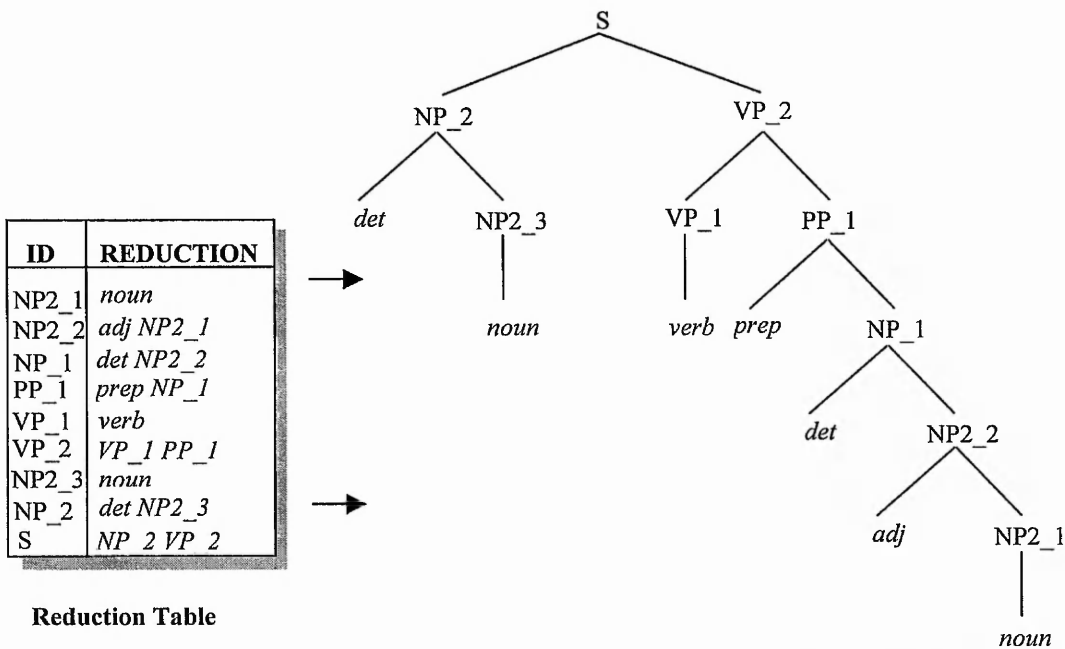 S
NP_2 VP_2
det NP2_3 VP_1 PP_1
ID REDUCTION
NP2_1 noun
NP2_2 adj NP2_1
NP_1 det NP2_2
PP_1 prep NP_1
VP_1 verb
VP_2 VP_1 PP_1
NP2_3 noun
NP_2 det NP2_3
S NP_2 VP_2
Reduction Table
noun verb prep NP_1
det NP2_2
adj NP2_1
noun